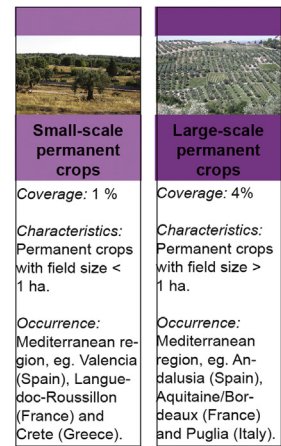 Small-scale
permanent
crops
Coverage: 1 %
Characteristics:
Permanent crops
with field size <
1 ha.
Occurrence:
Mediterranean re-
gion, eg. Valencia
(Spain), Langue-
doc-Roussillon
(France) and
Crete (Greece).
Large-scale
permanent
crops
Coverage: 4%
Characteristics:
Permanent crops
with field size >
1 ha.
Occurrence:
Mediterranean
region, eg. An-
dalusia (Spain),
Aquitaine/Bor-
deaux (France)
and Puglia (Italy).